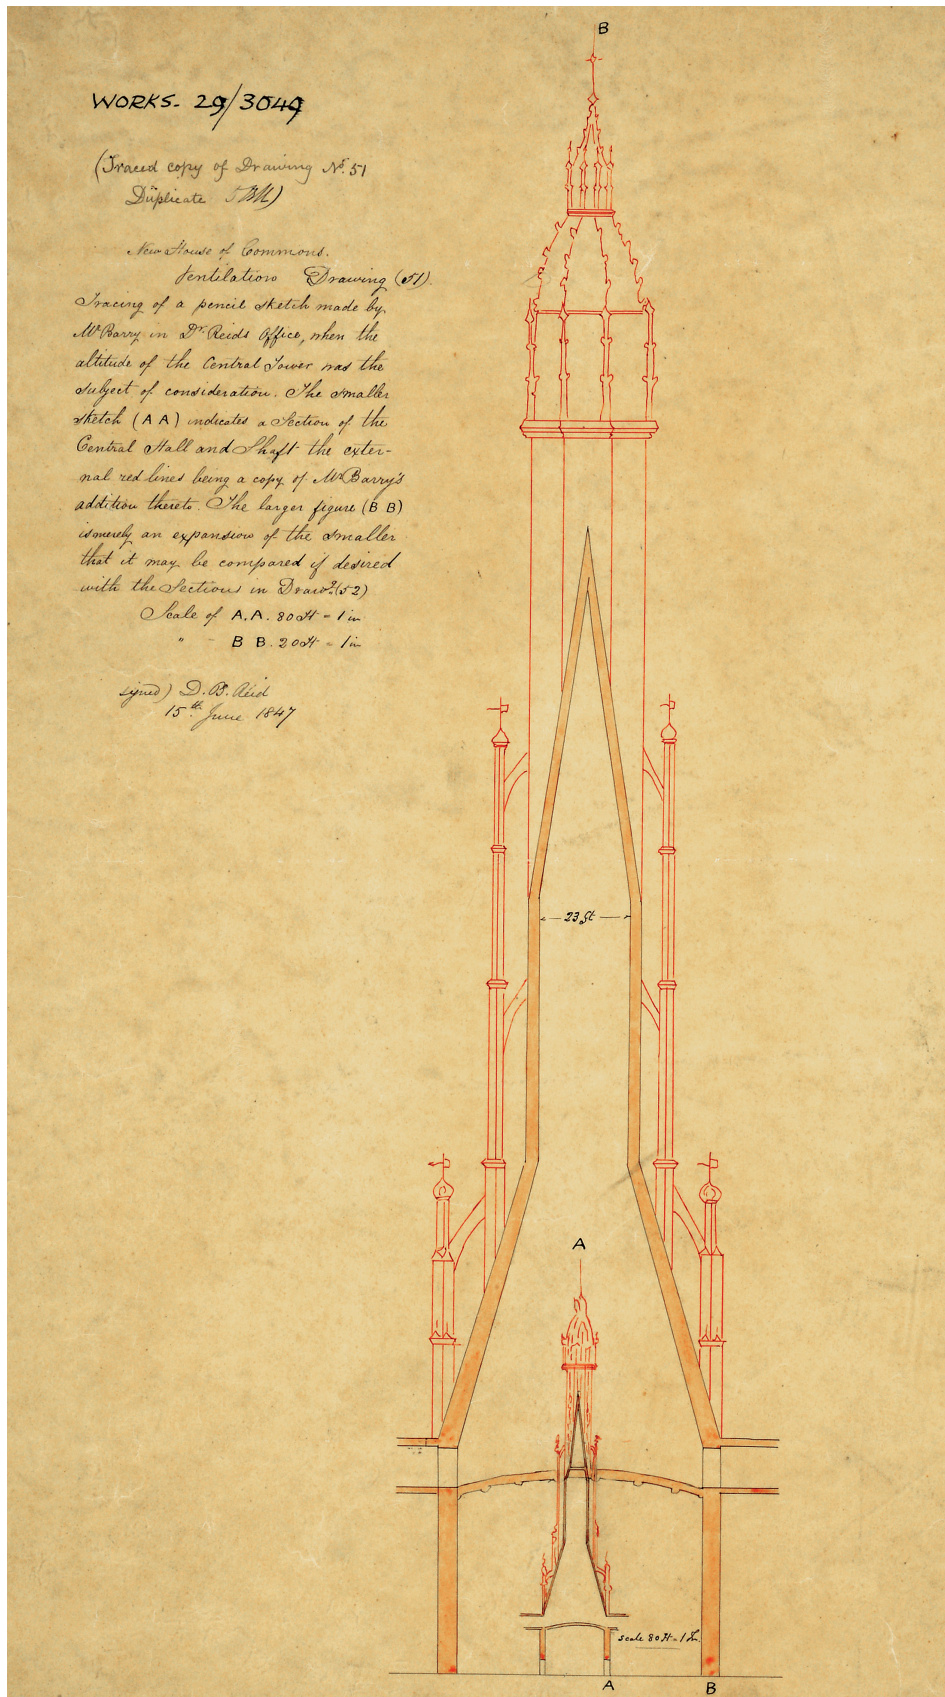 B
WORKS- 29/3049
(Traced copy of Drawing No. 51
Duplicate
New House of Commons.
Ventilation Drawing (51).
Tracing of a pencil sketch made by
Mr Barry in Dr. Reids Office, when the
altitude of the Central Tower was the
subject of consideration. The smaller
sketch (A A) indicates a Section of the
Central Hall and Shaft the exter-
nal red lines being a copy of Mr Barry's
addition thereto. The larger figure (B B)
is merely an expansion of the smaller
that it may be compared if desired
with the Sections in Drawg. (52)
Scale of A.A. 80 Ft = 1 in
" - B B. 20 Ft = 1 in
signed) D. B. Reid
15th. June 1847
23 ft
A
scale 80 Ft = 1 In.
A
B